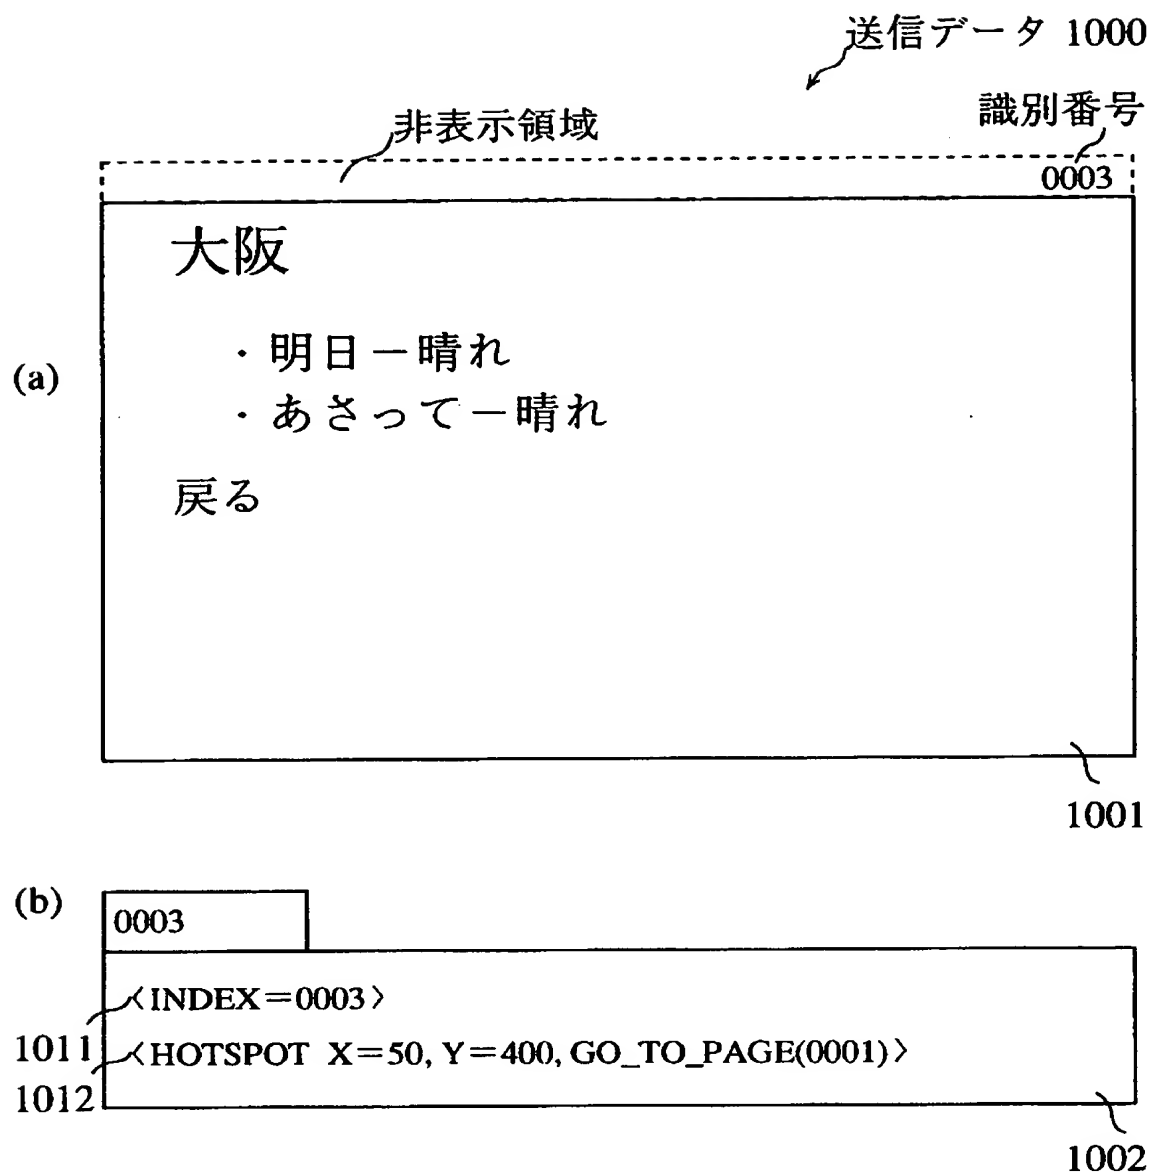 送信データ 1000
識別番号
非表示領域
0003
大阪
・明日－晴れ
(a)
・あさって－晴れ
戻る
1001
(b)
0003
〈INDEX＝0003〉
1011
〈HOTSPOT X＝50, Y＝400, GO_TO_PAGE(0001)〉
1012
1002